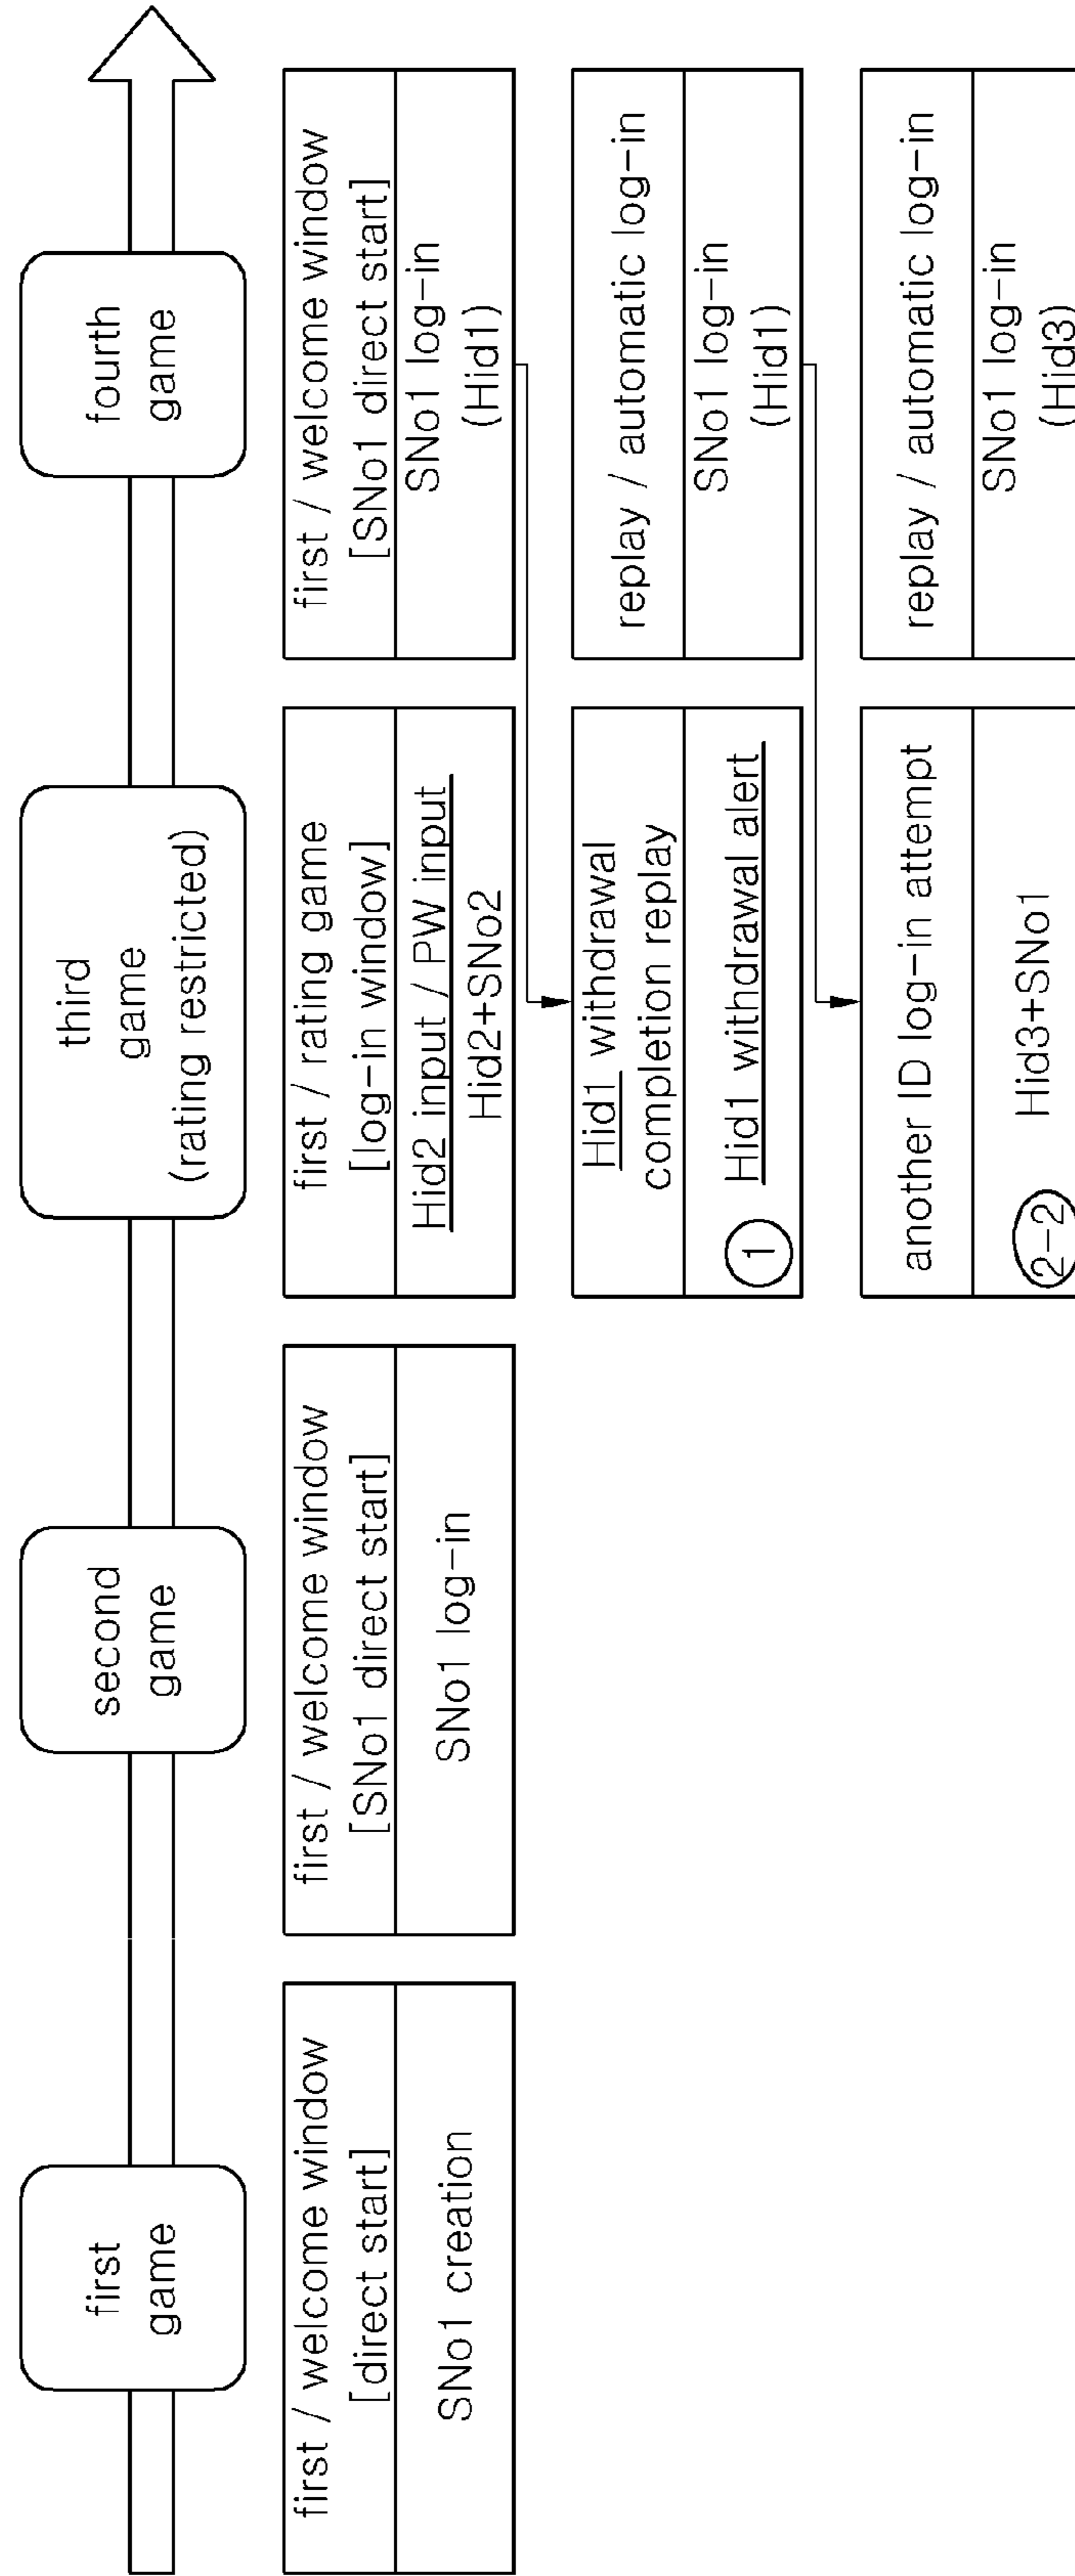 first
game
second
game
third
game
(rating restricted)
fourth
game
first / welcome window
[direct start]
SNo1 creation
first / welcome window
[SNo1 direct start]
SNo1 log-in
first / rating game
[log-in window]
Hid2 input / PW input
Hid2+SNo2
first / welcome window
[SNo1 direct start]
SNo1 log-in
(Hid1)
Hid1 withdrawal
completion replay
Hid1 withdrawal alert
1
replay / automatic log-in
SNo1 log-in
(Hid1)
another ID log-in attempt
Hid3+SNo1
2-2
replay / automatic log-in
SNo1 log-in
(Hid3)